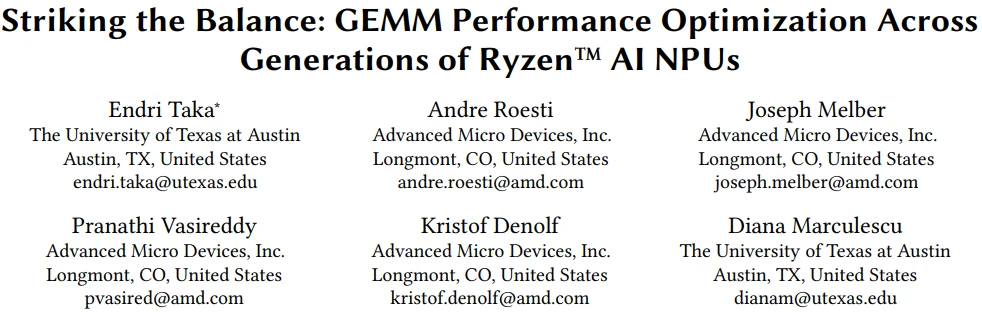 Striking the Balance: GEMM Performance Optimization Across
Generations of Ryzen™ AI NPUs
Endri Taka*
The University of Texas at Austin
Austin, TX, United States
endri.taka@utexas.edu
Andre Roesti
Advanced Micro Devices, Inc.
Longmont, CO, United States
andre.roesti@amd.com
Joseph Melber
Advanced Micro Devices, Inc.
Longmont, CO, United States
joseph.melber@amd.com
Pranathi Vasireddy
Advanced Micro Devices, Inc.
Longmont, CO, United States
pvasired@amd.com
Kristof Denolf
Advanced Micro Devices, Inc.
Longmont, CO, United States
kristof.denolf@amd.com
Diana Marculescu
The University of Texas at Austin
Austin, TX, United States
dianam@utexas.edu